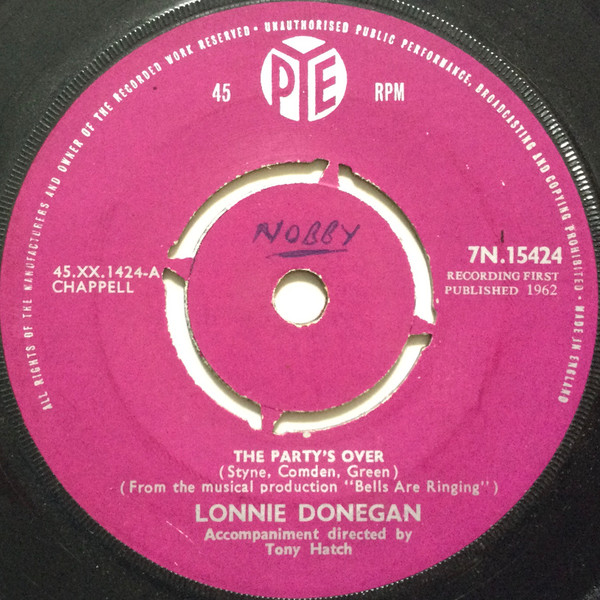 ALL RIGHTS OF THE MANUFACTURERS AND OWNER OF THE RECORDED WORK RESERVED • UNAUTHORISED PUBLIC PERFORMANCE, BROADCASTING AND COPYING PROHIBITED • MADE IN ENGLAND
PYE
45 RPM
NOBBY
45.XX.1424-A
CHAPPELL
7N.15424
RECORDING FIRST
PUBLISHED 1962
THE PARTY'S OVER
(Styne, Comden, Green)
(From the musical production "Bells Are Ringing")
LONNIE DONEGAN
Accompaniment directed by
Tony Hatch